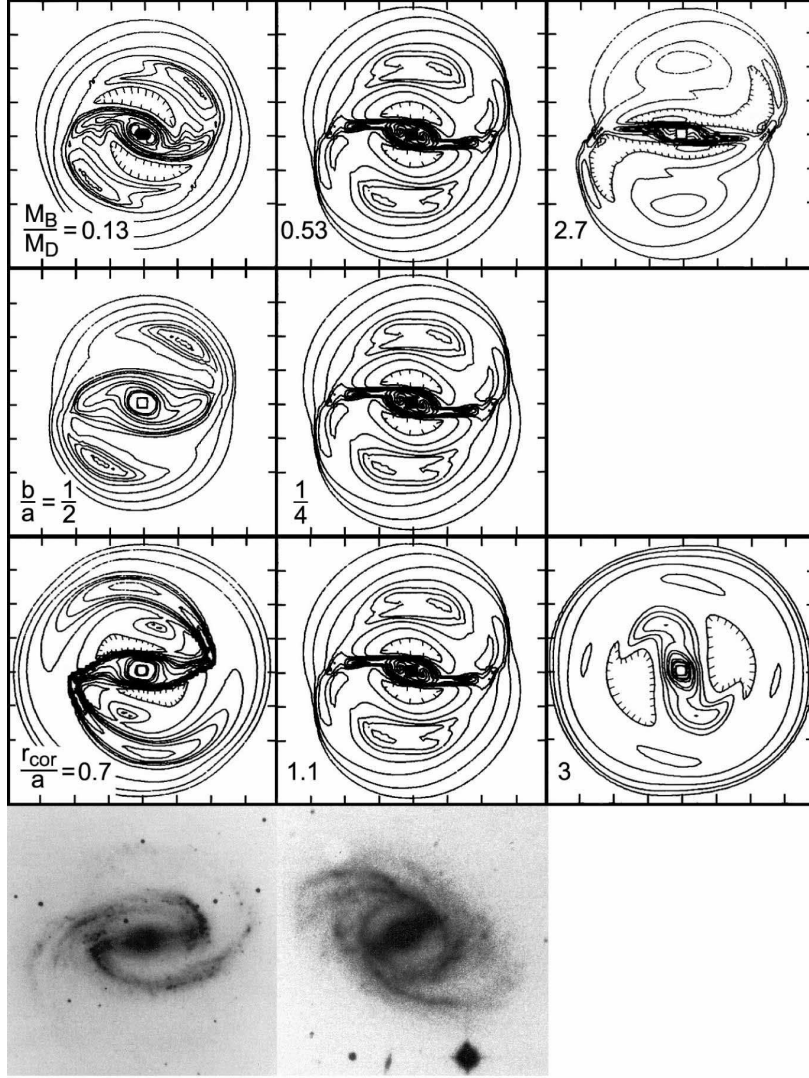 M_B/M_D = 0.13
0.53
2.7
b/a = 1/2
1/4
r_cor/a = 0.7
1.1
3